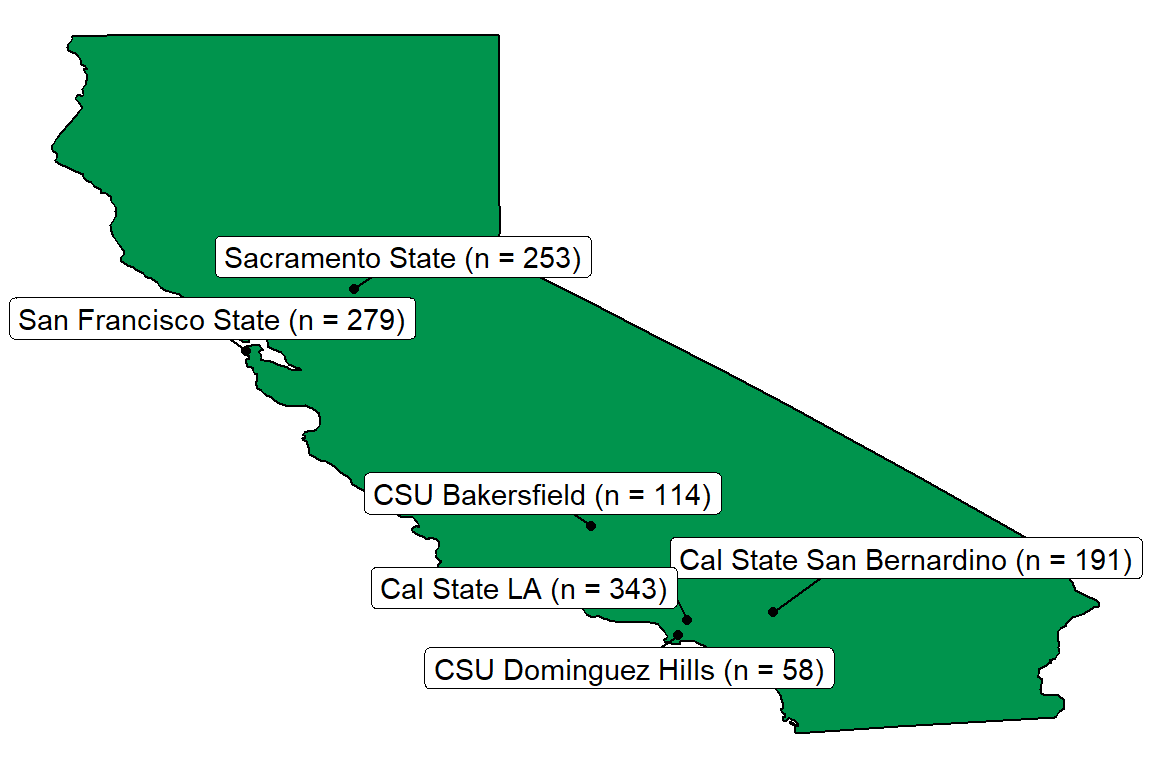 Sacramento State (n = 253)
San Francisco State (n = 279)
CSU Bakersfield (n = 114)
Cal State San Bernardino (n = 191)
Cal State LA (n = 343)
CSU Dominguez Hills (n = 58)